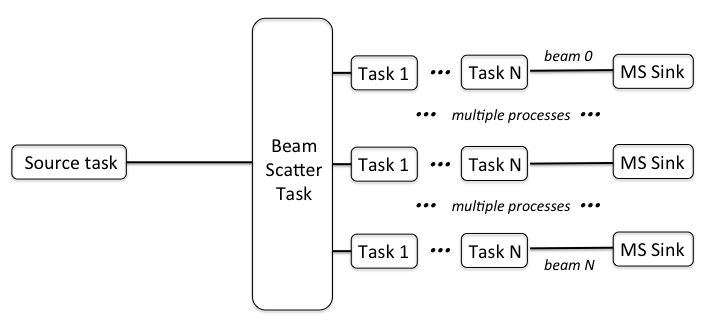 beam 0
Task 1 ••• Task N MS Sink
••• multiple processes •••
Source task
Beam
Scatter
Task
Task 1 ••• Task N MS Sink
••• multiple processes •••
Task 1 ••• Task N MS Sink
beam N